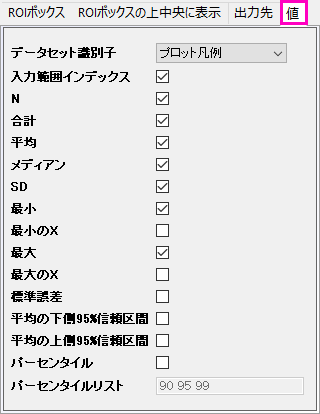 ROIボックス ROIボックスの上中央に表示 出力先 値
データセット識別子 プロット凡例
入力範囲インデックス
N
合計
平均
メディアン
SD
最小
最小のX
最大
最大のX
標準誤差
平均の下側95%信頼区間
平均の上側95%信頼区間
パーセンタイル
パーセンタイルリスト 90 95 99